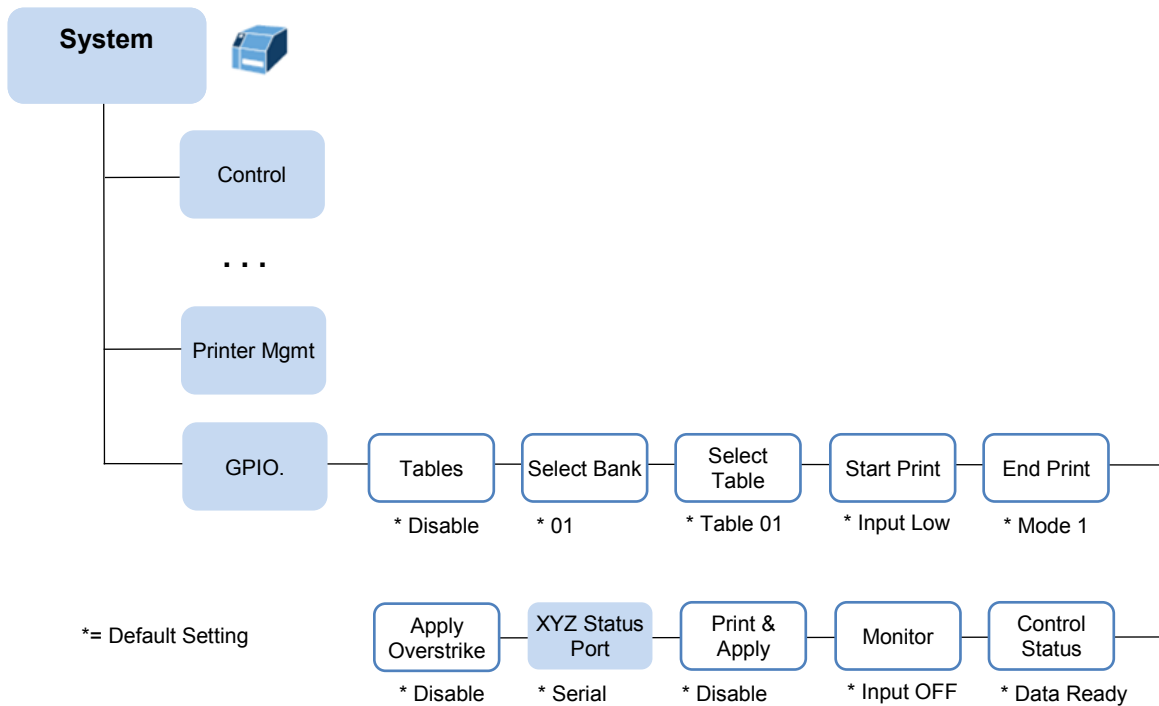 System
Control
. . .
Printer Mgmt
GPIO.
Tables
Select Bank
Select
Table
Start Print
End Print
* Disable
* 01
* Table 01
* Input Low
* Mode 1
*= Default Setting
Apply
Overstrike
XYZ Status
Port
Print &
Apply
Monitor
Control
Status
* Disable
* Serial
* Disable
* Input OFF
* Data Ready